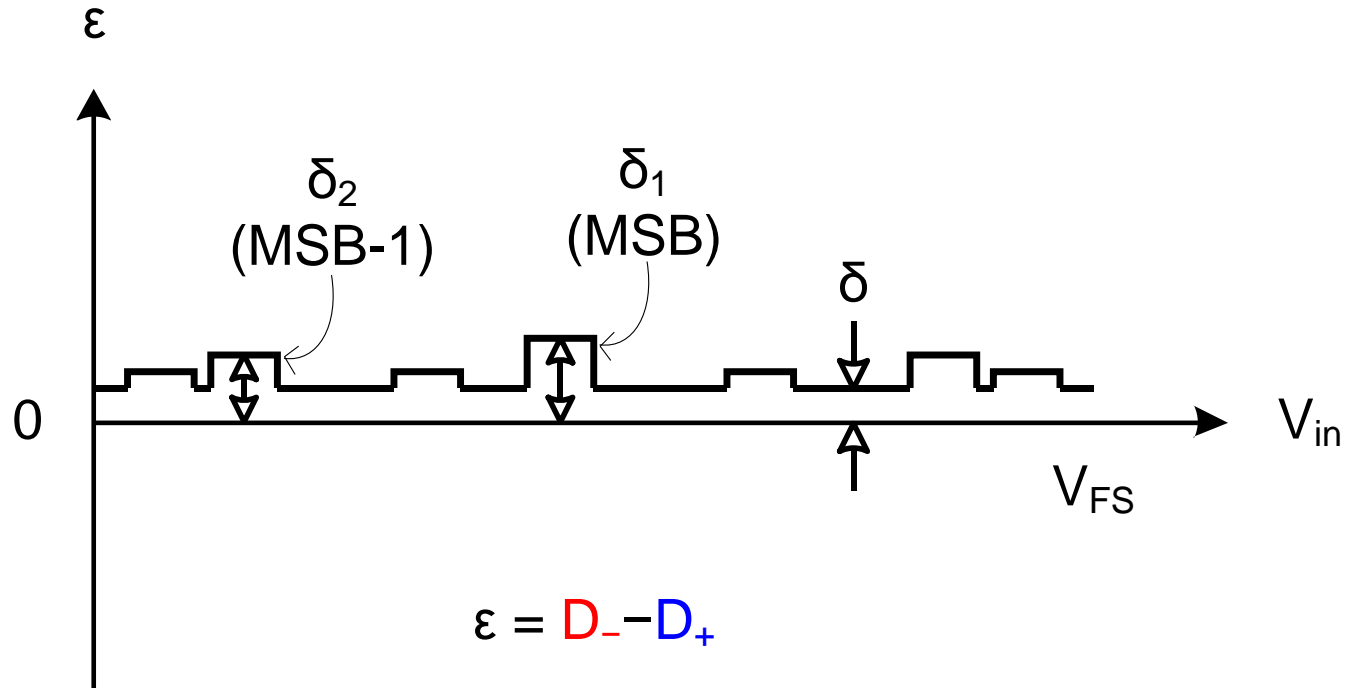 ε
δ₂
(MSB-1)
δ₁
(MSB)
δ
0
V_in
V_FS
ε = D₋−D₊